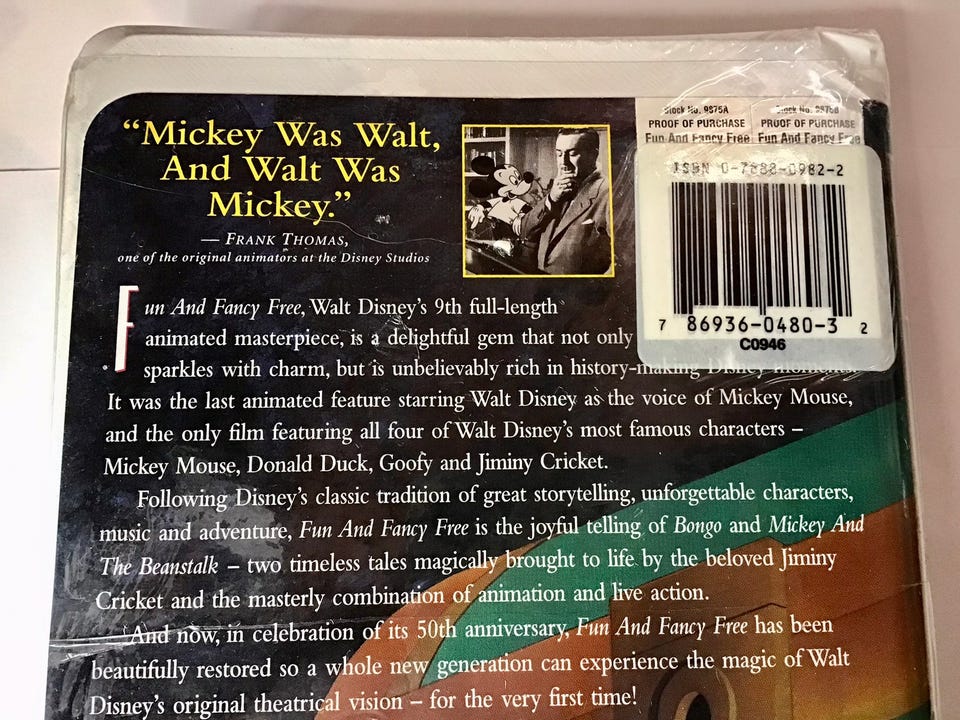 “Mickey Was Walt,
And Walt Was
Mickey.”
— FRANK THOMAS,
one of the original animators at the Disney Studios
Stock No. 9875A
PROOF OF PURCHASE
Fun And Fancy Free
Stock No. 9875B
PROOF OF PURCHASE
Fun And Fancy Free
ISBN 0-7888-0982-2
7 86936-0480-3 2
C0946
Fun And Fancy Free, Walt Disney’s 9th full-length
animated masterpiece, is a delightful gem that not only
sparkles with charm, but is unbelievably rich in history-making Disney moments.
It was the last animated feature starring Walt Disney as the voice of Mickey Mouse,
and the only film featuring all four of Walt Disney’s most famous characters –
Mickey Mouse, Donald Duck, Goofy and Jiminy Cricket.
Following Disney’s classic tradition of great storytelling, unforgettable characters,
music and adventure, Fun And Fancy Free is the joyful telling of Bongo and Mickey And
The Beanstalk – two timeless tales magically brought to life by the beloved Jiminy
Cricket and the masterly combination of animation and live action.
And now, in celebration of its 50th anniversary, Fun And Fancy Free has been
beautifully restored so a whole new generation can experience the magic of Walt
Disney’s original theatrical vision – for the very first time!